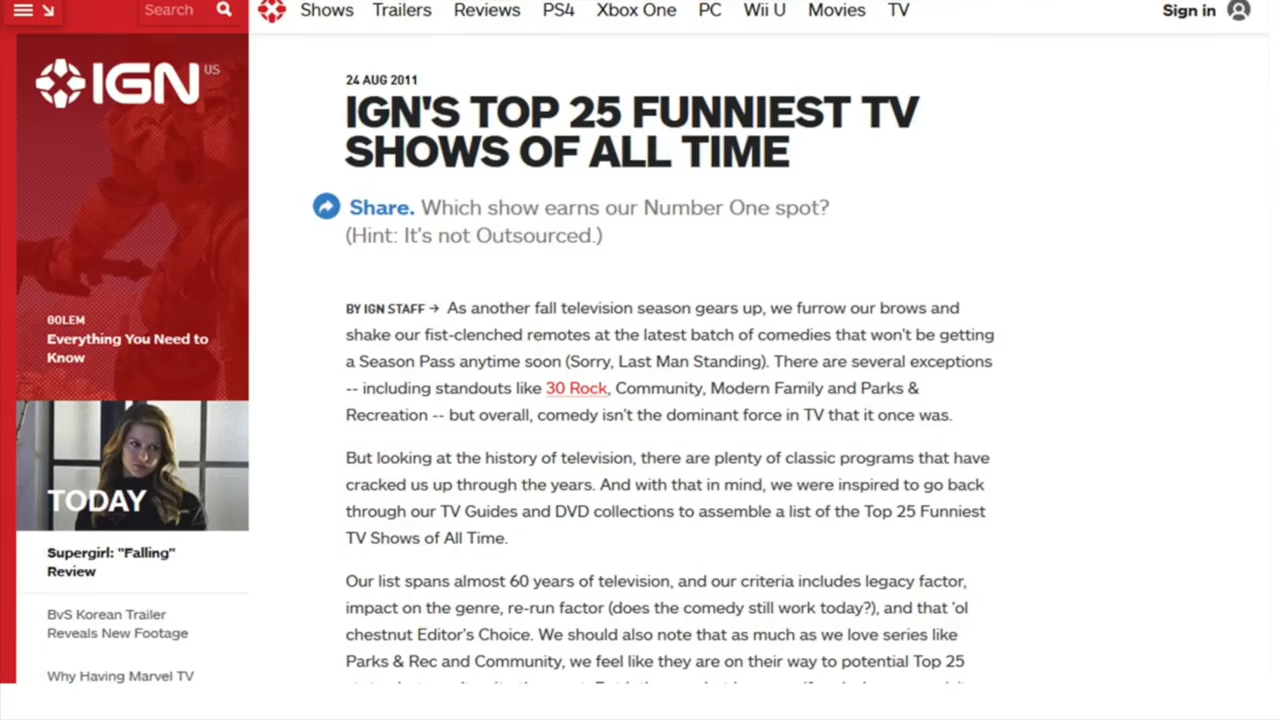 Search
Shows Trailers Reviews PS4 Xbox One PC Wii U Movies TV
Sign in
IGN US
GOLEM
Everything You Need to
Know
TODAY
Supergirl: "Falling"
Review
BvS Korean Trailer
Reveals New Footage
Why Having Marvel TV
24 AUG 2011
IGN'S TOP 25 FUNNIEST TV
SHOWS OF ALL TIME
Share. Which show earns our Number One spot?
(Hint: It's not Outsourced.)
BY IGN STAFF → As another fall television season gears up, we furrow our brows and
shake our fist-clenched remotes at the latest batch of comedies that won't be getting
a Season Pass anytime soon (Sorry, Last Man Standing). There are several exceptions
-- including standouts like 30 Rock, Community, Modern Family and Parks &
Recreation -- but overall, comedy isn't the dominant force in TV that it once was.
But looking at the history of television, there are plenty of classic programs that have
cracked us up through the years. And with that in mind, we were inspired to go back
through our TV Guides and DVD collections to assemble a list of the Top 25 Funniest
TV Shows of All Time.
Our list spans almost 60 years of television, and our criteria includes legacy factor,
impact on the genre, re-run factor (does the comedy still work today?), and that 'ol
chestnut Editor's Choice. We should also note that as much as we love series like
Parks & Rec and Community, we feel like they are on their way to potential Top 25